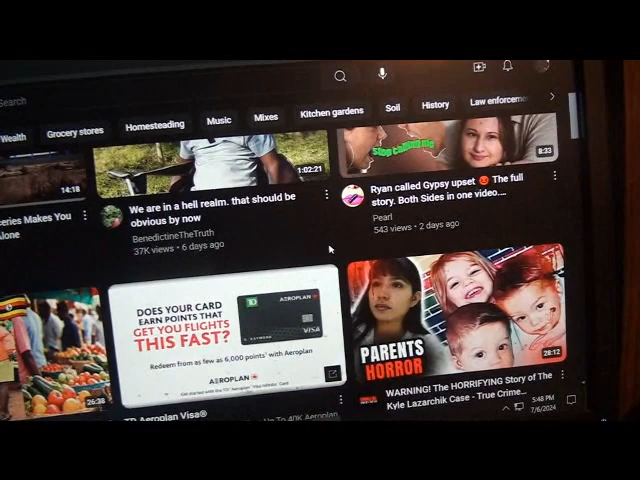 Search
Wealth
Grocery stores
Homesteading
Music
Mixes
Kitchen gardens
Soil
History
Law enforceme
14:18
1:02:21
stop calling me
8:33
ceries Makes You
Alone
We are in a hell realm. that should be
obvious by now
BenedictineTheTruth
37K views • 6 days ago
Ryan called Gypsy upset 😡 The full
story. Both Sides in one video....
Pearl
543 views • 2 days ago
26:38
DOES YOUR CARD
EARN POINTS THAT
GET YOU FLIGHTS
THIS FAST?
TD
AEROPLAN
VISA
Redeem from as few as 6,000 points* with Aeroplan
AEROPLAN
TD Aeroplan Visa®
Up To 40K Aeroplan
PARENTS
HORROR
28:12
WARNING! The HORRIFYING Story of The
Kyle Lazarchik Case - True Crime...
5:48 PM
7/6/2024